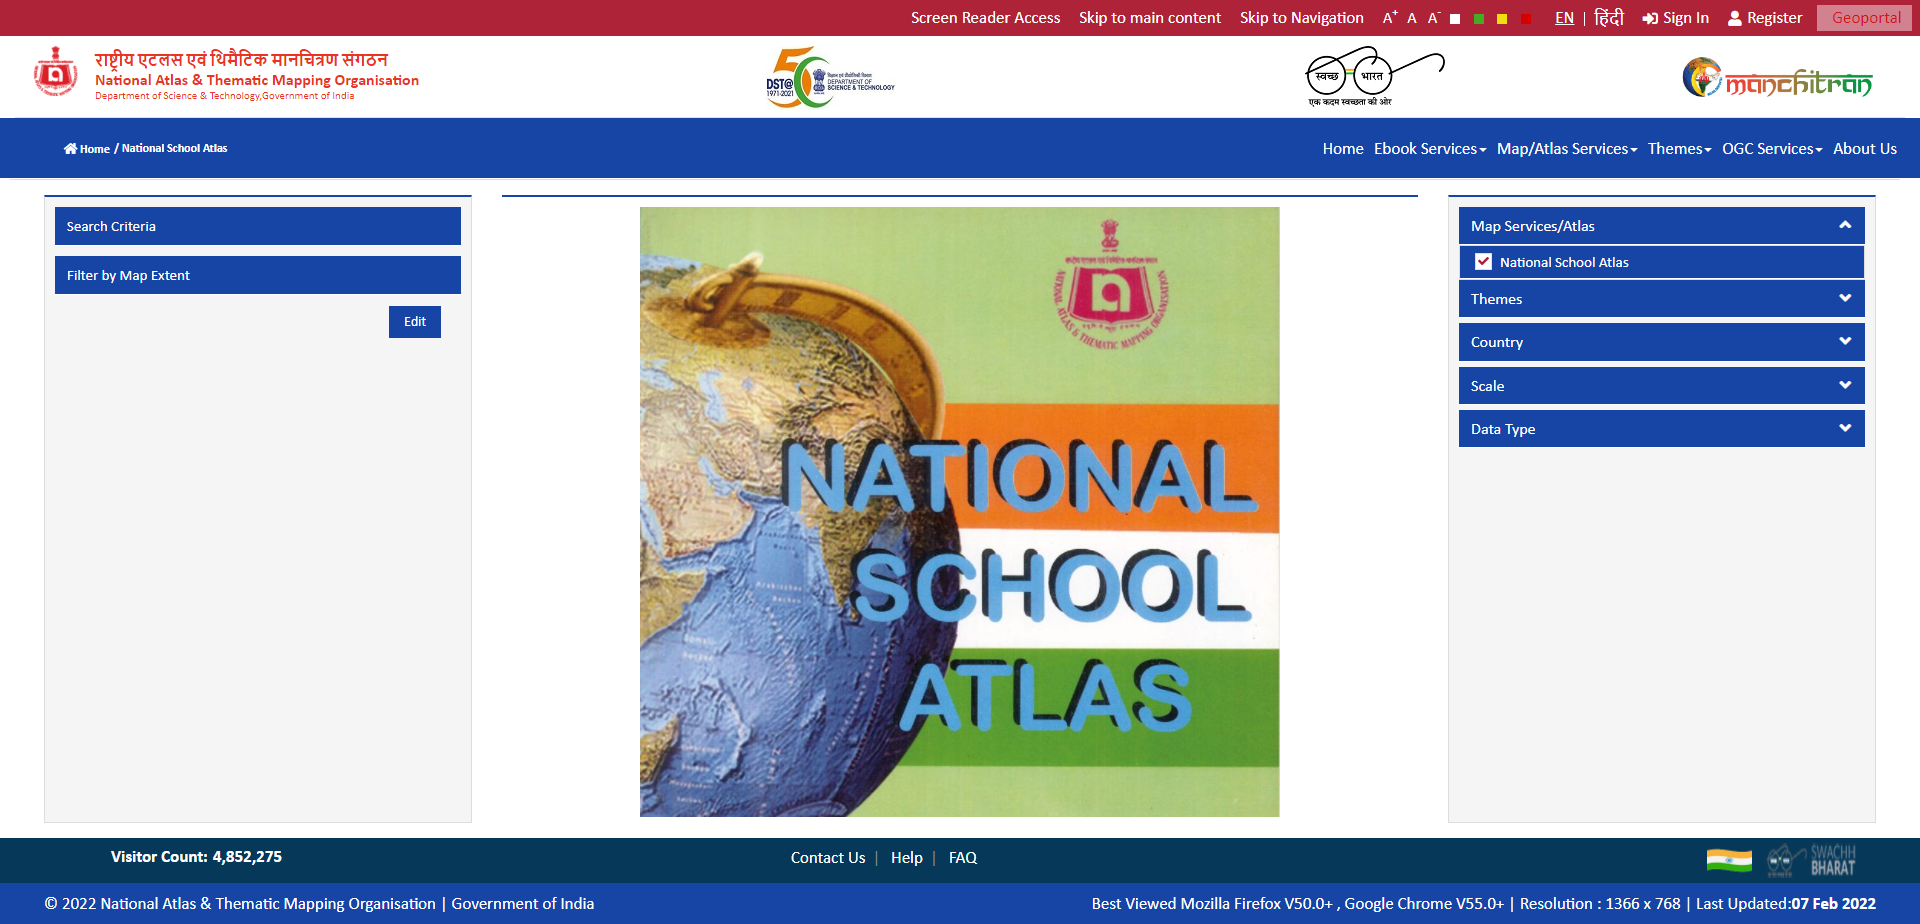 Screen Reader Access Skip to main content Skip to Navigation A+ A A- EN | हिंदी Sign In Register Geoportal
राष्ट्रीय एटलस एवं थिमैटिक मानचित्रण संगठन
National Atlas & Thematic Mapping Organisation
Department of Science & Technology,Government of India
50
DST@
1971-2021
विज्ञान एवं प्रौद्योगिकी विभाग
DEPARTMENT OF
SCIENCE & TECHNOLOGY
स्वच्छ भारत
एक कदम स्वच्छता की ओर
manchitran
Home / National School Atlas
Home Ebook Services Map/Atlas Services Themes OGC Services About Us
Search Criteria
Filter by Map Extent
Edit
NATIONAL ATLAS & THEMATIC MAPPING ORGANISATION
NATIONAL
SCHOOL
ATLAS
Map Services/Atlas
National School Atlas
Themes
Country
Scale
Data Type
Visitor Count: 4,852,275
Contact Us | Help | FAQ
SWACHH
BHARAT
© 2022 National Atlas & Thematic Mapping Organisation | Government of India
Best Viewed Mozilla Firefox V50.0+ , Google Chrome V55.0+ | Resolution : 1366 x 768 | Last Updated:07 Feb 2022